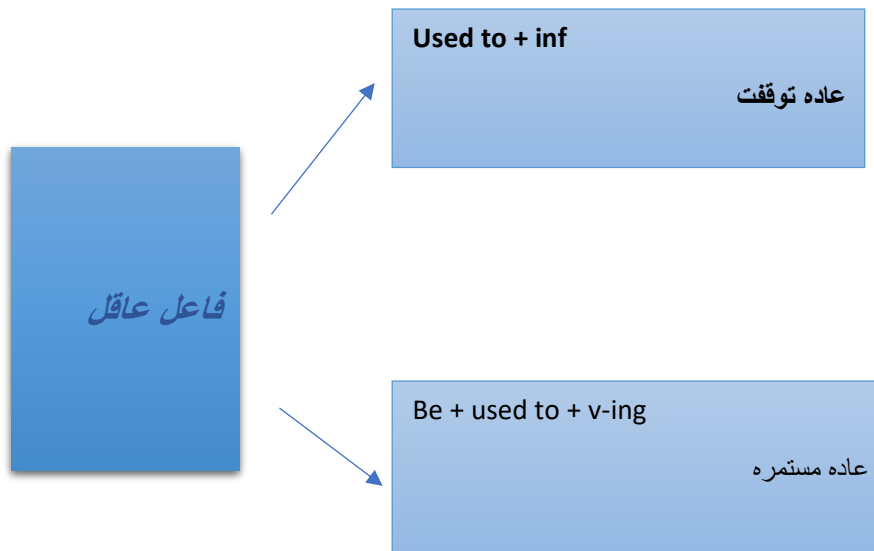 Used to + inf
عاده توقفت
فاعل عاقل
Be + used to + v-ing
عاده مستمره